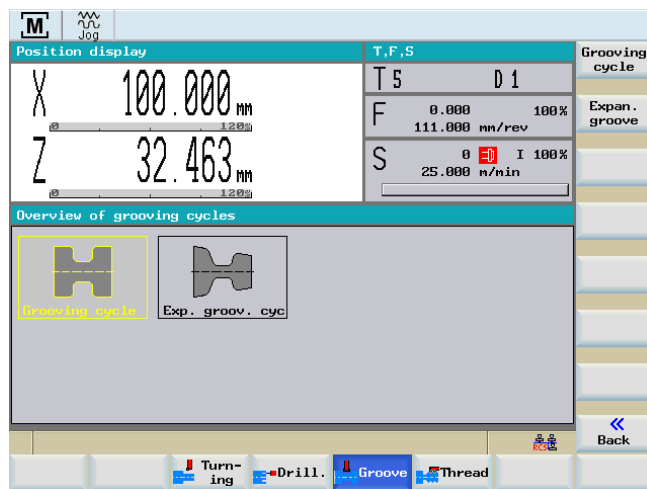 M
Jog
Position display
T,F,S
Grooving
cycle
X 100.000 mm
0 120%
T 5 D 1
Expan.
groove
F 0.000 100%
111.000 mm/rev
Z 32.463 mm
0 120%
S 0 I 100%
25.000 m/min
Overview of grooving cycles
Grooving cycle
Exp. groov. cyc
RCS
Back
Turn-
ing
Drill.
Groove
Thread